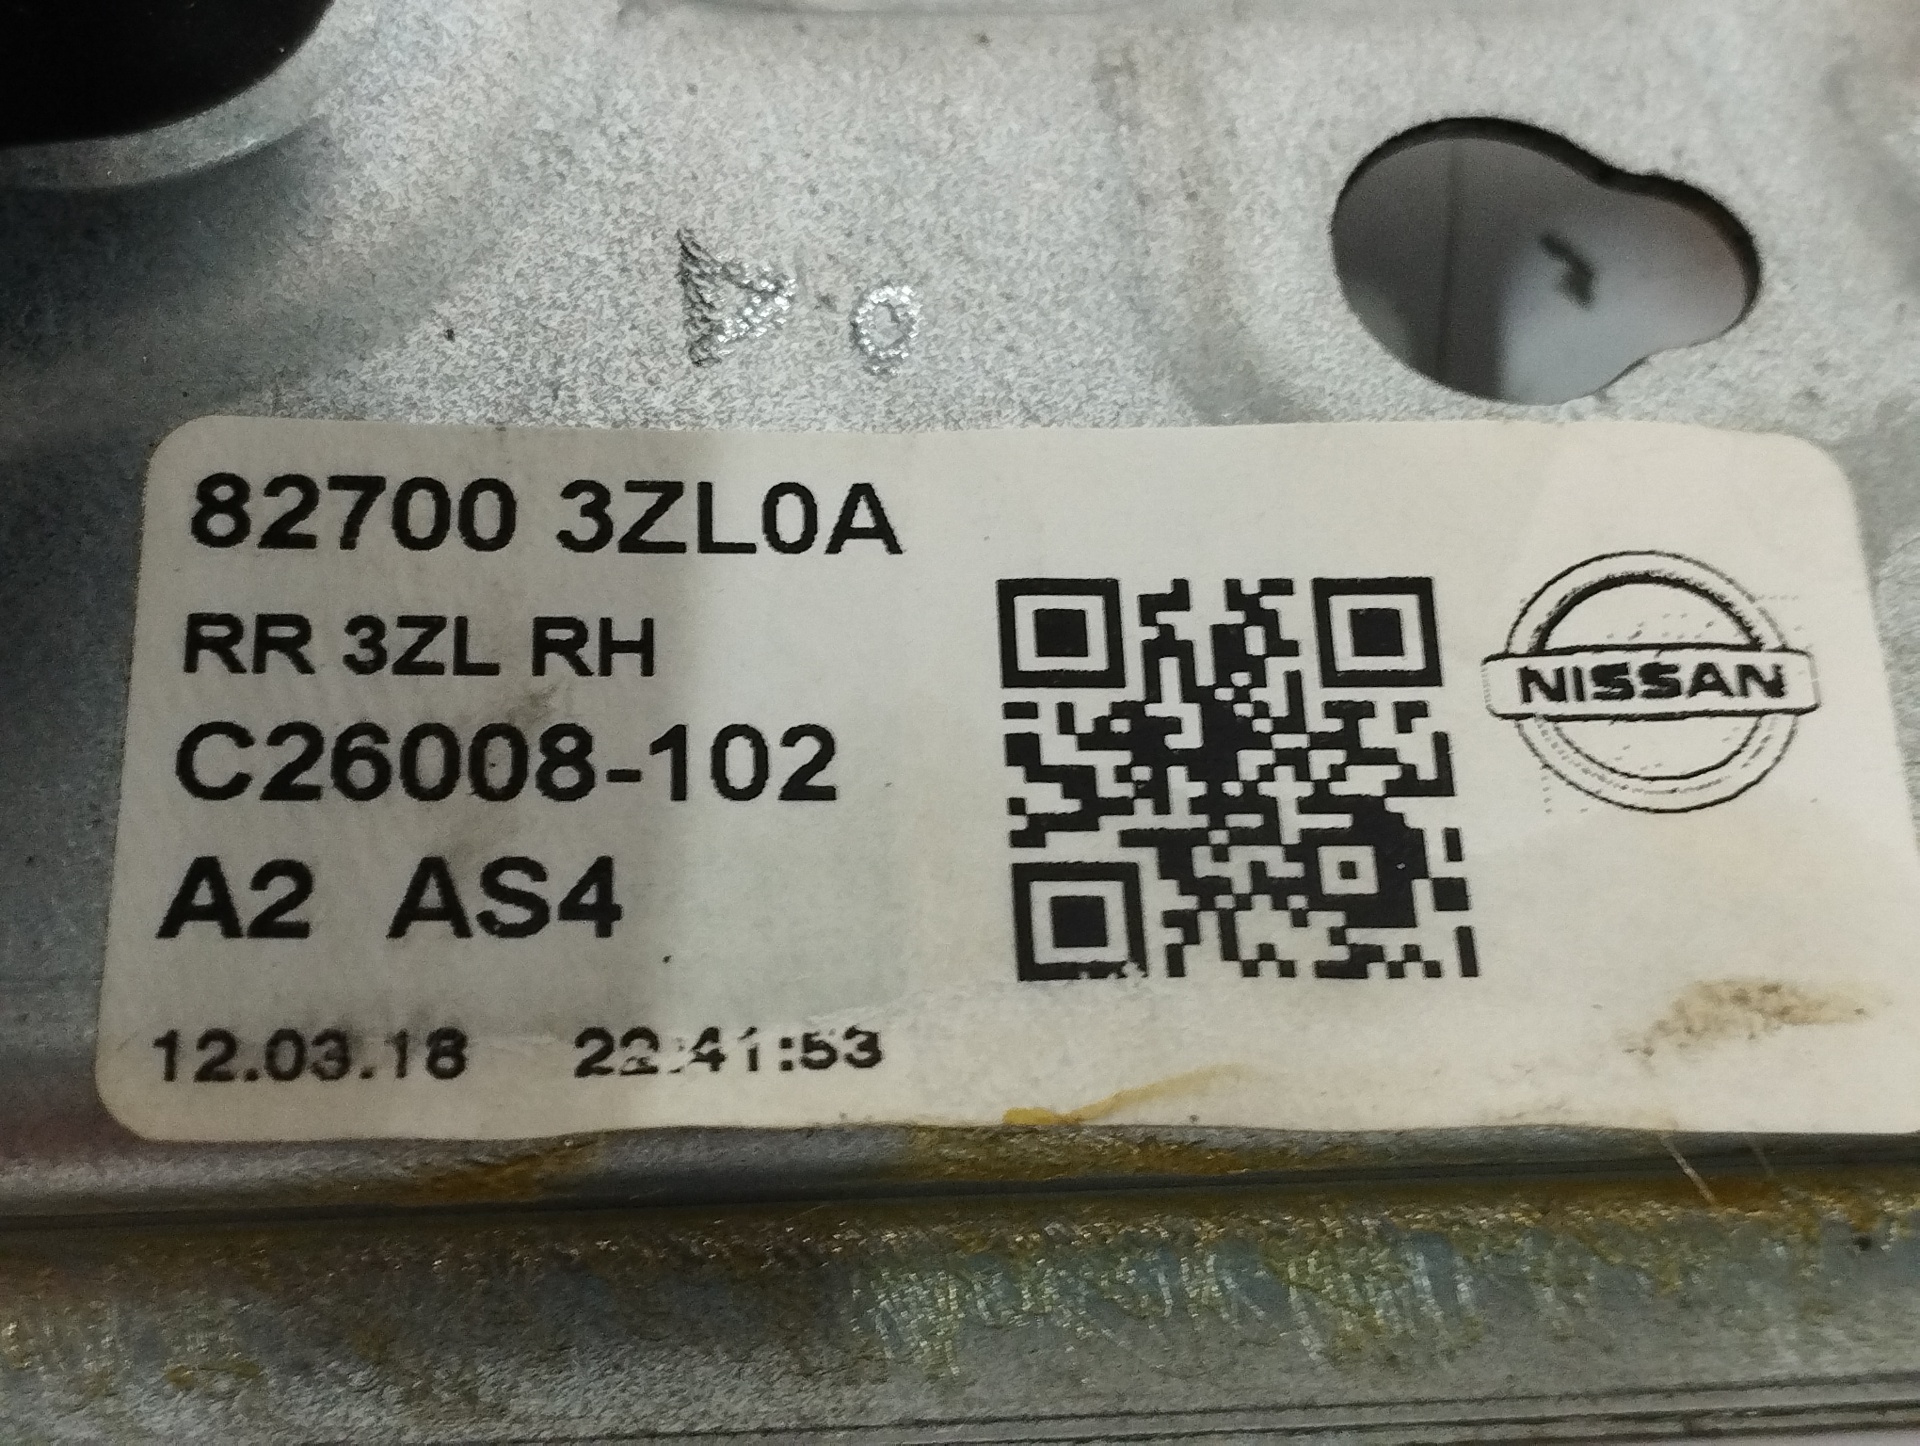 82700 3ZL0A
RR 3ZL RH
C26008-102
A2 AS4
12.03.18 22:41:53
NISSAN